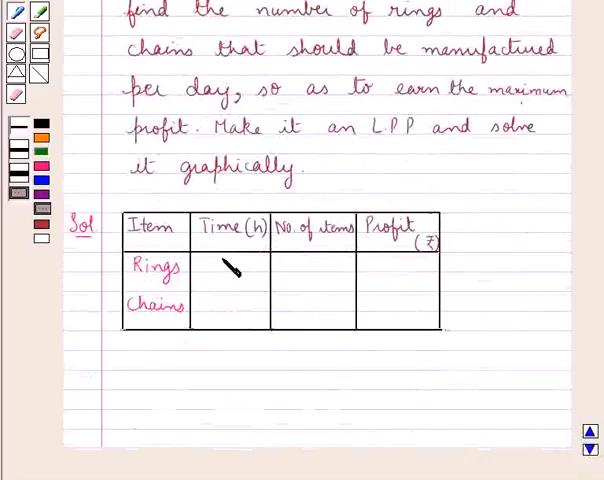 find the number of rings and
chains that should be manufactured
per day, so as to earn the maximum
profit. Make it an L.P.P and solve
it graphically.
Sol
Item Time (h) No. of items Profit (₹)
Rings
Chains